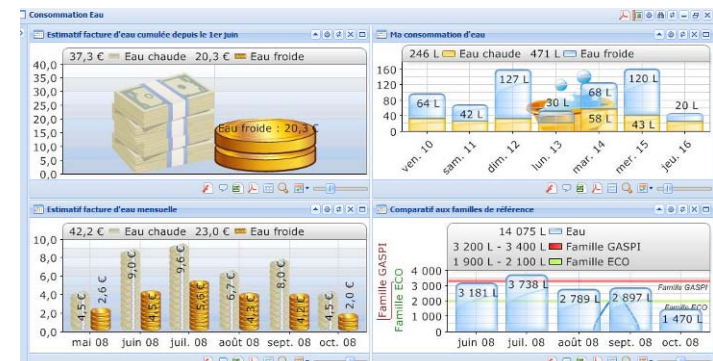 Consommation Eau
Estimatif facture d'eau cumulée depuis le 1er juin
37,3 € Eau chaude 20,3 € Eau froide
40,0
35,0
30,0
25,0
20,0
15,0
10,0
5,0
0,0
Eau froide : 20,3 €
Ma consommation d'eau
246 L Eau chaude 471 L Eau froide
160
120
80
40
0
64 L
42 L
127 L
30 L
68 L
58 L
120 L
43 L
20 L
ven. 10
sam. 11
dim. 12
lun. 13
mar. 14
mer. 15
jeu. 16
Estimatif facture d'eau mensuelle
42,2 € Eau chaude 23,0 € Eau froide
10,0
8,0
6,0
4,0
2,0
0,0
4,5 €
2,6 €
9,0 €
4,5 €
9,6 €
5,6 €
6,7 €
4,3 €
8,0 €
4,2 €
4,5 €
2,0 €
mai 08 juin 08 juil. 08 août 08 sept. 08 oct. 08
Comparatif aux familles de référence
14 075 L Eau
3 200 L - 3 400 L Famille GASPI
1 900 L - 2 100 L Famille ECO
Famille GASPI
Famille ECO
4 000
3 000
2 000
1 000
0
3 181 L
3 738 L
2 789 L
2 897 L
1 470 L
Famille GASPI
Famille ECO
juin 08 juil. 08 août 08 sept. 08 oct. 08